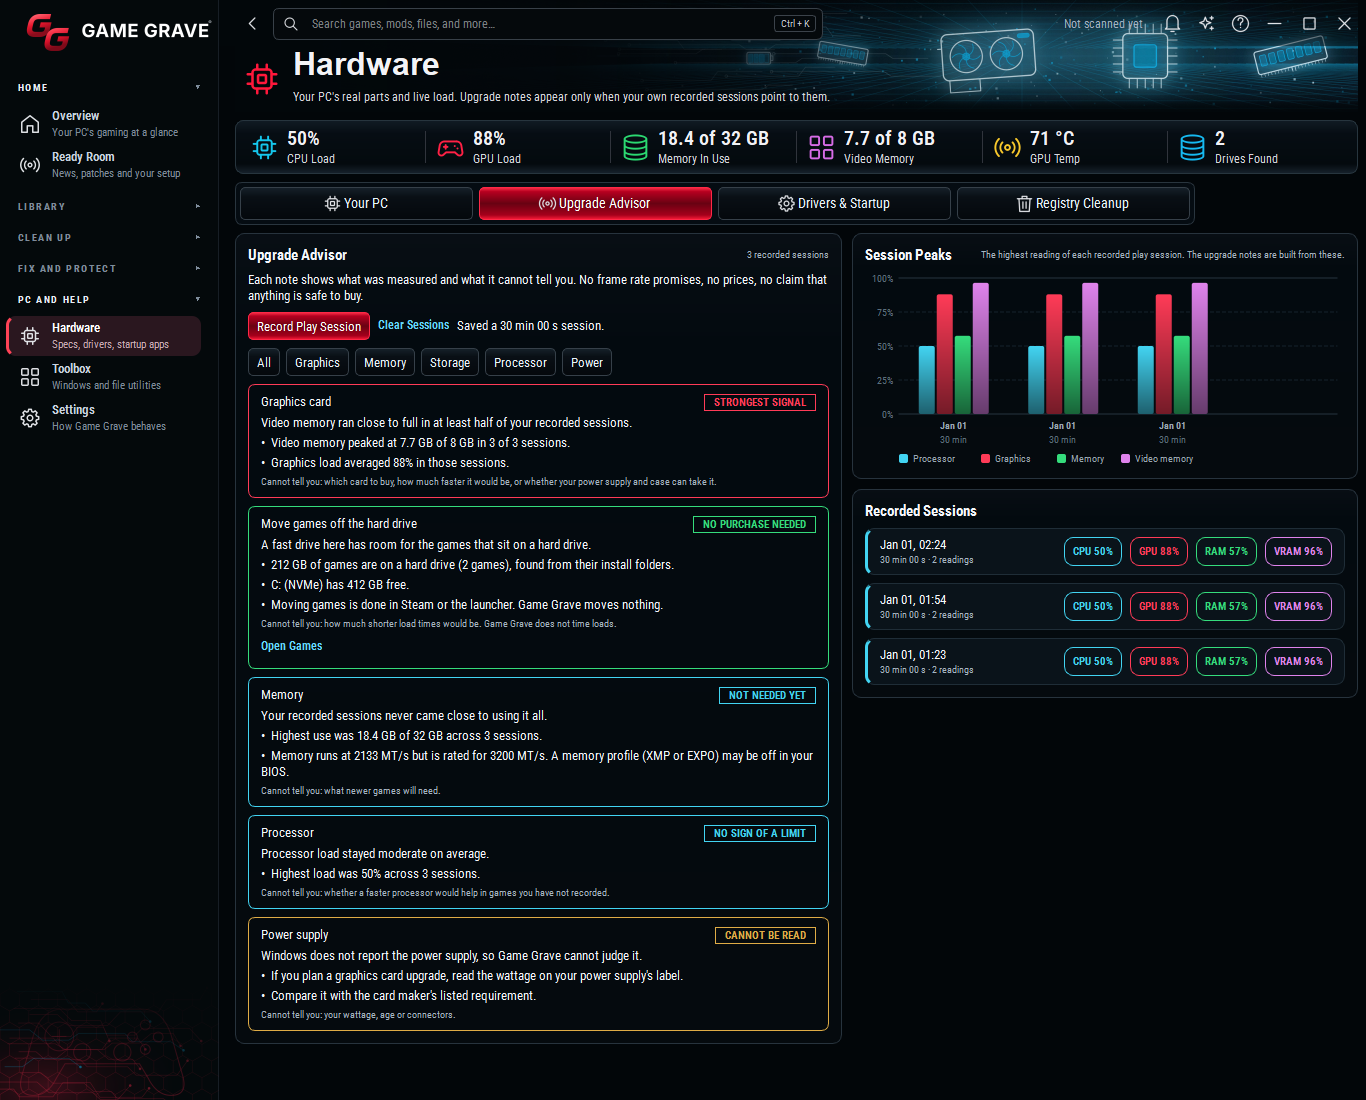 GAME GRAVE
Search games, mods, files, and more...
Ctrl + K
Not scanned yet
HOME
Overview
Your PC's gaming at a glance
Ready Room
News, patches and your setup
LIBRARY
CLEAN UP
FIX AND PROTECT
PC AND HELP
Hardware
Specs, drivers, startup apps
Toolbox
Windows and file utilities
Settings
How Game Grave behaves
Hardware
Your PC's real parts and live load. Upgrade notes appear only when your own recorded sessions point to them.
50%
CPU Load
88%
GPU Load
18.4 of 32 GB
Memory In Use
7.7 of 8 GB
Video Memory
71 °C
GPU Temp
2
Drives Found
Your PC
Upgrade Advisor
Drivers & Startup
Registry Cleanup
Upgrade Advisor
3 recorded sessions
Each note shows what was measured and what it cannot tell you. No frame rate promises, no prices, no claim that
anything is safe to buy.
Record Play Session
Clear Sessions
Saved a 30 min 00 s session.
All
Graphics
Memory
Storage
Processor
Power
Graphics card
STRONGEST SIGNAL
Video memory ran close to full in at least half of your recorded sessions.
• Video memory peaked at 7.7 GB of 8 GB in 3 of 3 sessions.
• Graphics load averaged 88% in those sessions.
Cannot tell you: which card to buy, how much faster it would be, or whether your power supply and case can take it.
Move games off the hard drive
NO PURCHASE NEEDED
A fast drive here has room for the games that sit on a hard drive.
• 212 GB of games are on a hard drive (2 games), found from their install folders.
• C: (NVMe) has 412 GB free.
• Moving games is done in Steam or the launcher. Game Grave moves nothing.
Cannot tell you: how much shorter load times would be. Game Grave does not time loads.
Open Games
Memory
NOT NEEDED YET
Your recorded sessions never came close to using it all.
• Highest use was 18.4 GB of 32 GB across 3 sessions.
• Memory runs at 2133 MT/s but is rated for 3200 MT/s. A memory profile (XMP or EXPO) may be off in your
BIOS.
Cannot tell you: what newer games will need.
Processor
NO SIGN OF A LIMIT
Processor load stayed moderate on average.
• Highest load was 50% across 3 sessions.
Cannot tell you: whether a faster processor would help in games you have not recorded.
Power supply
CANNOT BE READ
Windows does not report the power supply, so Game Grave cannot judge it.
• If you plan a graphics card upgrade, read the wattage on your power supply's label.
• Compare it with the card maker's listed requirement.
Cannot tell you: your wattage, age or connectors.
Session Peaks
The highest reading of each recorded play session. The upgrade notes are built from these.
100%
75%
50%
25%
0%
Jan 01
30 min
Jan 01
30 min
Jan 01
30 min
Processor
Graphics
Memory
Video memory
Recorded Sessions
Jan 01, 02:24
30 min 00 s · 2 readings
CPU 50%
GPU 88%
RAM 57%
VRAM 96%
Jan 01, 01:54
30 min 00 s · 2 readings
CPU 50%
GPU 88%
RAM 57%
VRAM 96%
Jan 01, 01:23
30 min 00 s · 2 readings
CPU 50%
GPU 88%
RAM 57%
VRAM 96%